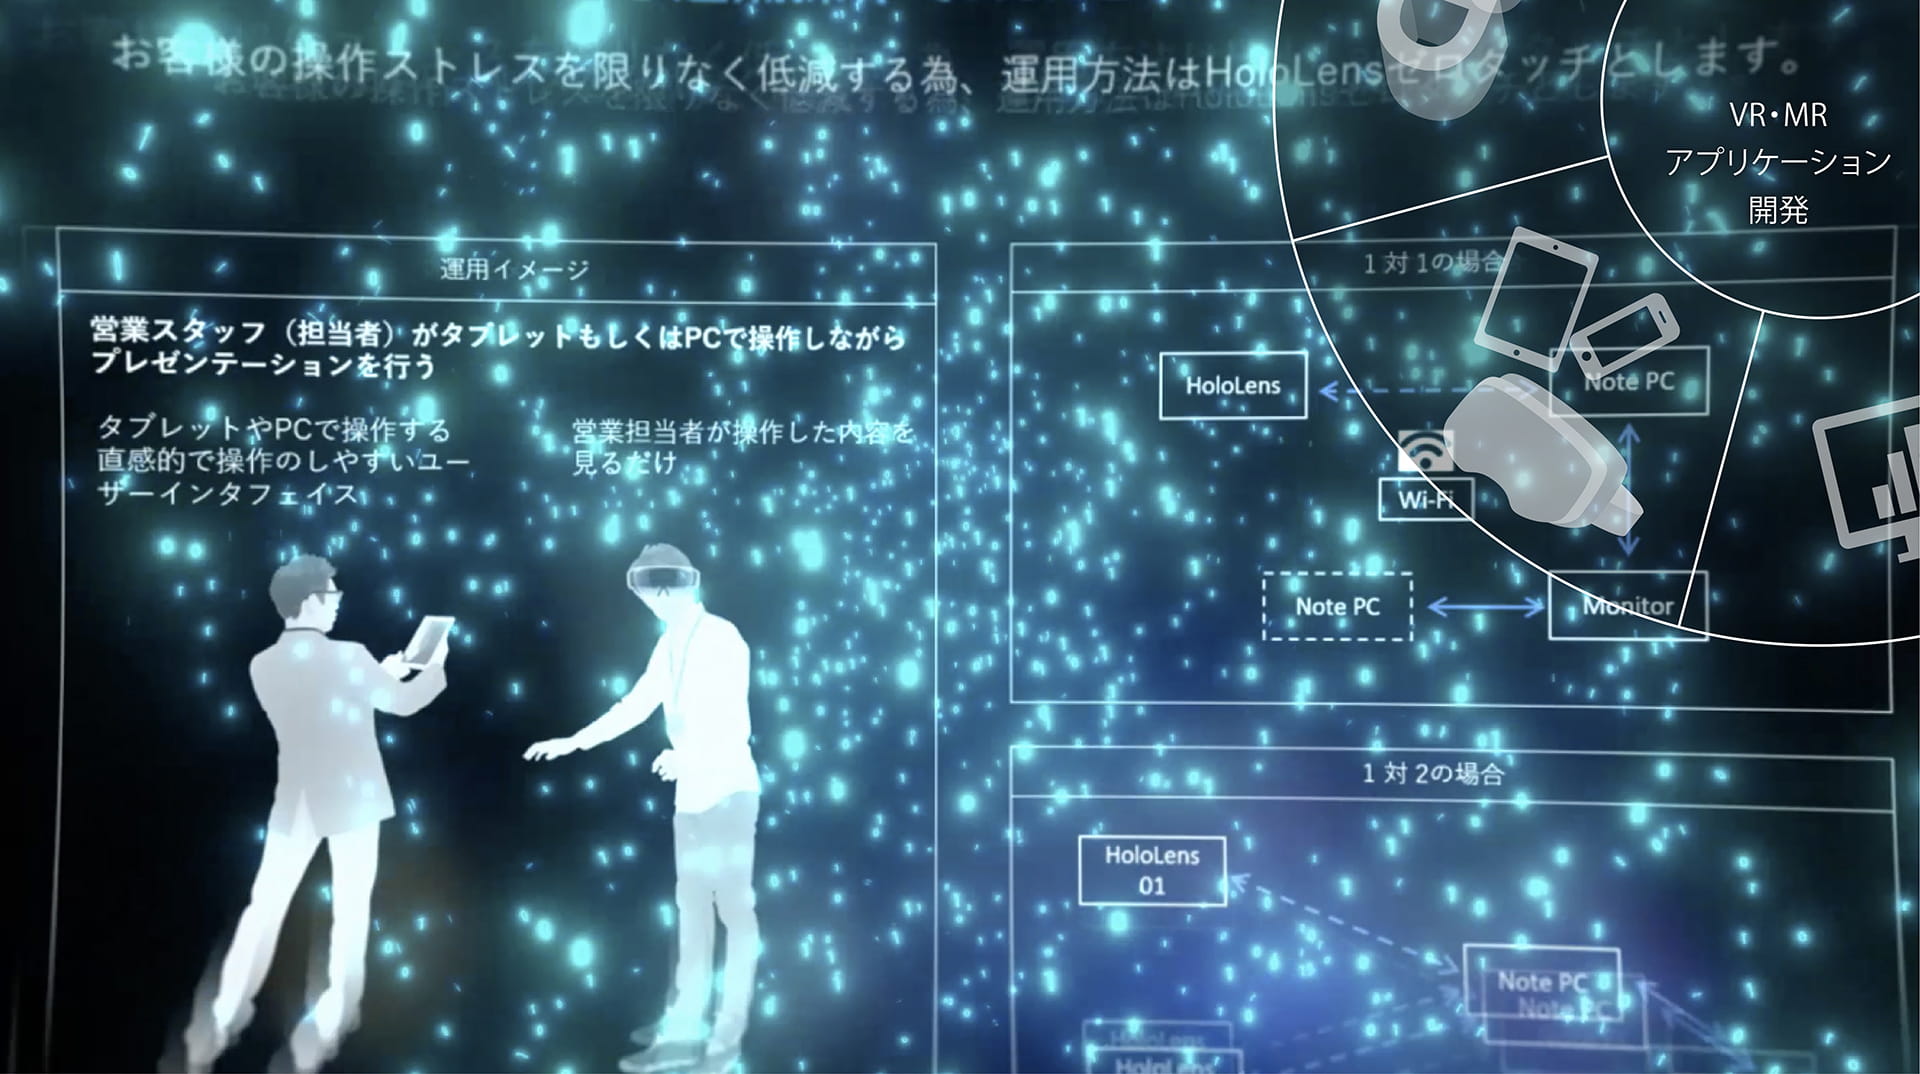 お客様の操作ストレスを限りなく低減する為、運用方法はHoloLensゼロタッチとします。
VR・MR
アプリケーション
開発
運用イメージ
営業スタッフ（担当者）がタブレットもしくはPCで操作しながら
プレゼンテーションを行う
タブレットやPCで操作する
直感的で操作のしやすいユー
ザーインタフェイス
営業担当者が操作した内容を
見るだけ
1 対 1の場合
HoloLens
Note PC
Wi-Fi
Note PC
Monitor
1 対 2の場合
HoloLens
01
Note PC
Note PC
HoloLens
HoloLens